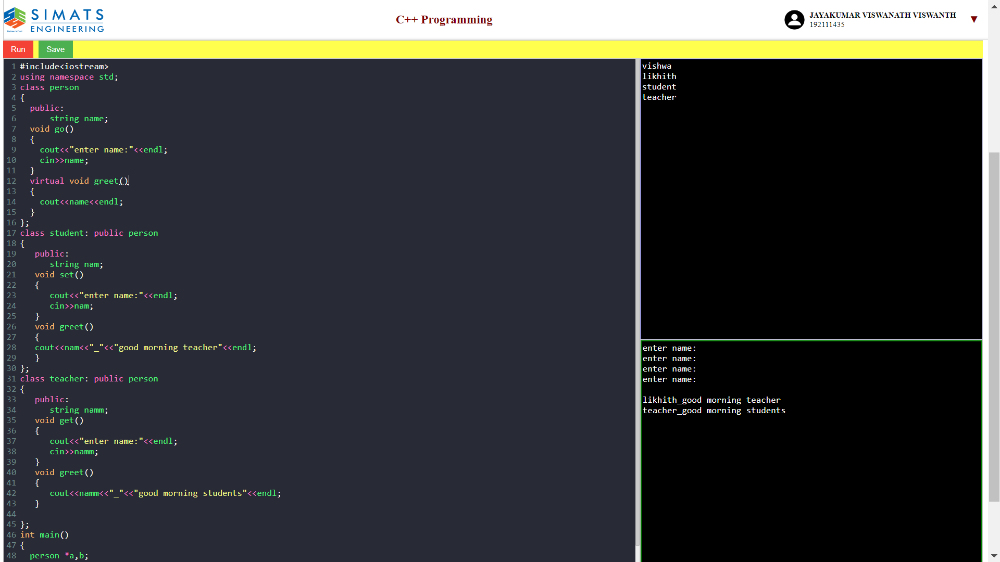 SIMATS
ENGINEERING
Engineer to Excel
C++ Programming
JAYAKUMAR VISWANATH VISWANTH
192111435
Run
Save
1 #include<iostream>
2 using namespace std;
3 class person
4 {
5 public:
6 string name;
7 void go()
8 {
9 cout<<"enter name:"<<endl;
10 cin>>name;
11 }
12 virtual void greet()
13 {
14 cout<<name<<endl;
15 }
16 };
17 class student: public person
18 {
19 public:
20 string nam;
21 void set()
22 {
23 cout<<"enter name:"<<endl;
24 cin>>nam;
25 }
26 void greet()
27 {
28 cout<<nam<<"_"<<"good morning teacher"<<endl;
29 }
30 };
31 class teacher: public person
32 {
33 public:
34 string namm;
35 void get()
36 {
37 cout<<"enter name:"<<endl;
38 cin>>namm;
39 }
40 void greet()
41 {
42 cout<<namm<<"_"<<"good morning students"<<endl;
43 }
44
45 };
46 int main()
47 {
48 person *a,b;
vishwa
likhith
student
teacher
enter name:
enter name:
enter name:
enter name:
likhith_good morning teacher
teacher_good morning students